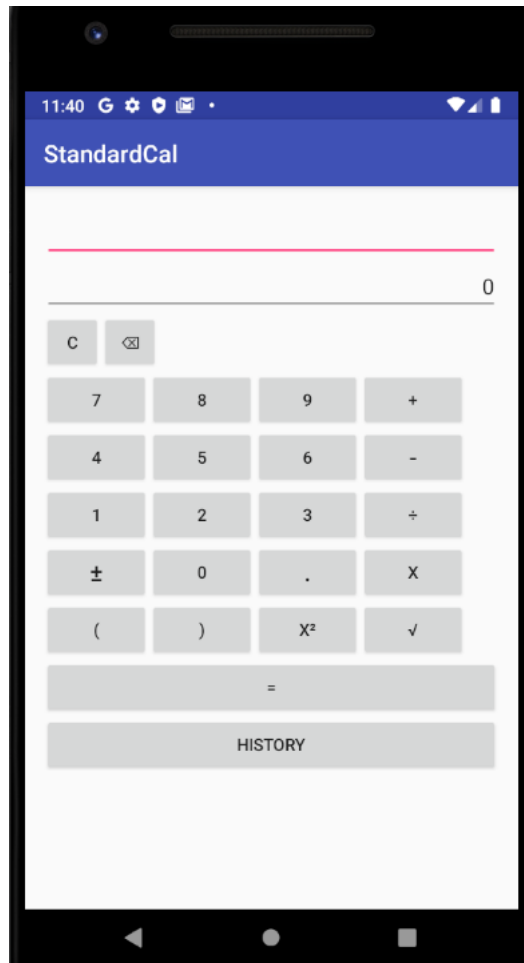 11:40 G
StandardCal
0
C ⌫
7 8 9 +
4 5 6 -
1 2 3 ÷
± 0 . X
( ) X² √
=
HISTORY